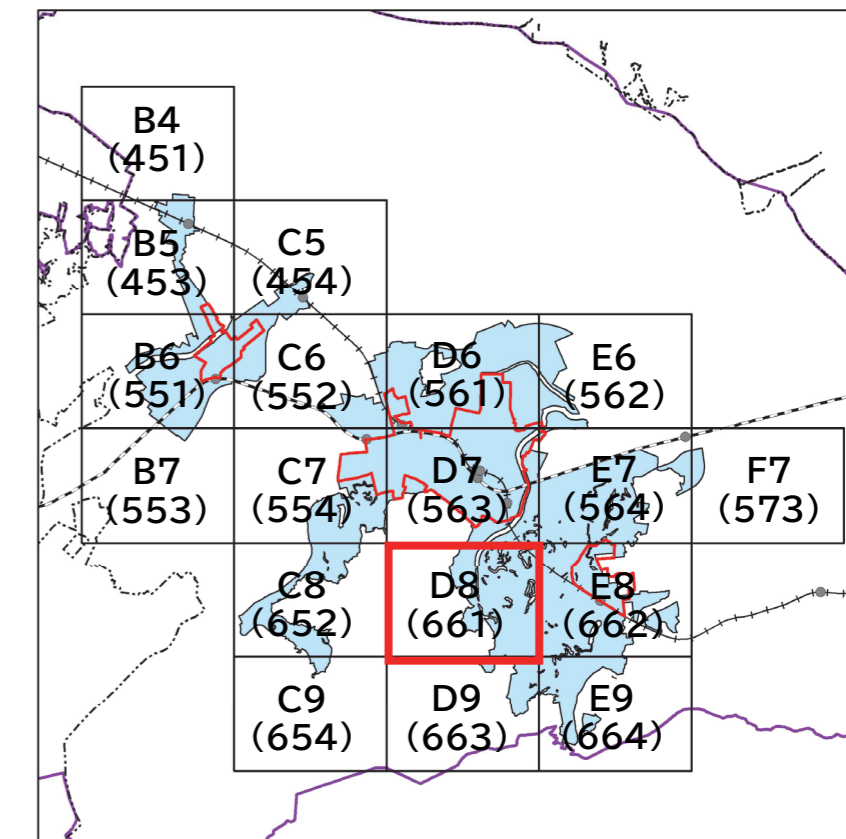 B4
(451)
B5
(453)
C5
(454)
B6
(551)
C6
(552)
D6
(561)
E6
(562)
B7
(553)
C7
(554)
D7
(563)
E7
(564)
F7
(573)
C8
(652)
D8
(661)
E8
(662)
C9
(654)
D9
(663)
E9
(664)